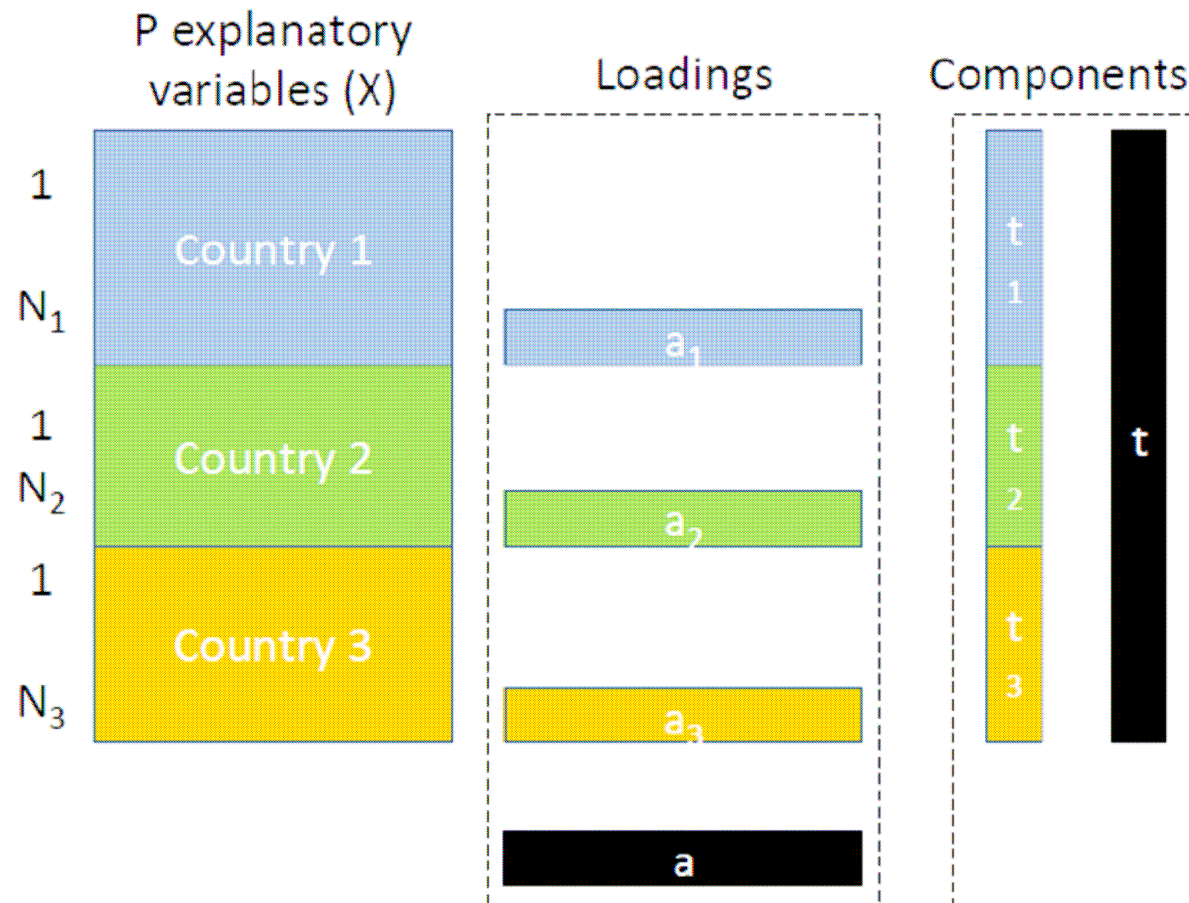 P explanatory
variables (X)
Loadings
Components
1
Country 1
N₁
a₁
t
1
1
Country 2
N₂
a₂
t
2
t
1
Country 3
N₃
a₃
t
3
a